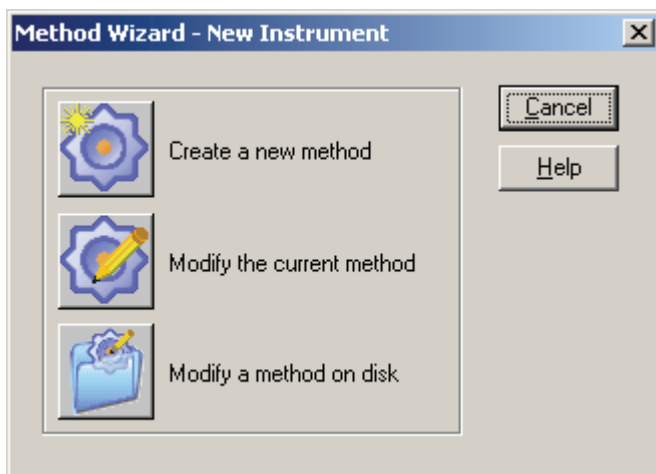 Method Wizard - New Instrument
Create a new method
Modify the current method
Modify a method on disk
Cancel
Help